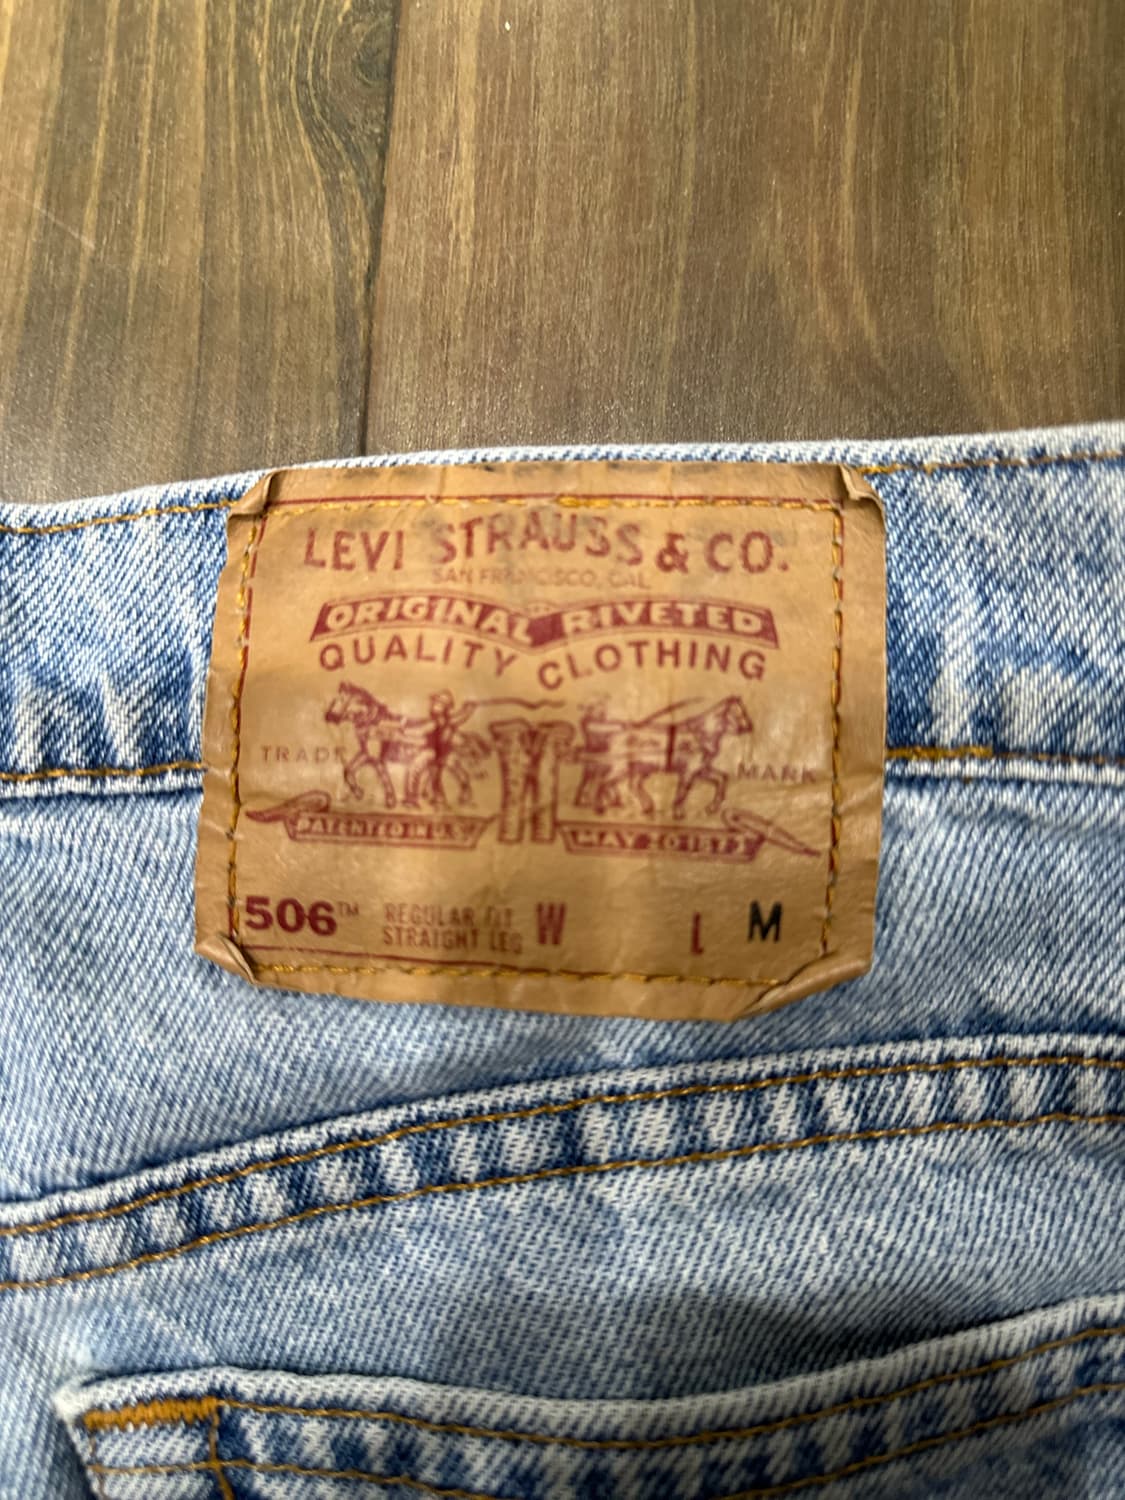 LEVI STRAUSS & CO.
SAN FRANCISCO, CAL
ORIGINAL RIVETED
QUALITY CLOTHING
TRADE MARK
PATENTED IN U.S. MAY 20 1873
506™ REGULAR FIT W L M
STRAIGHT LEG